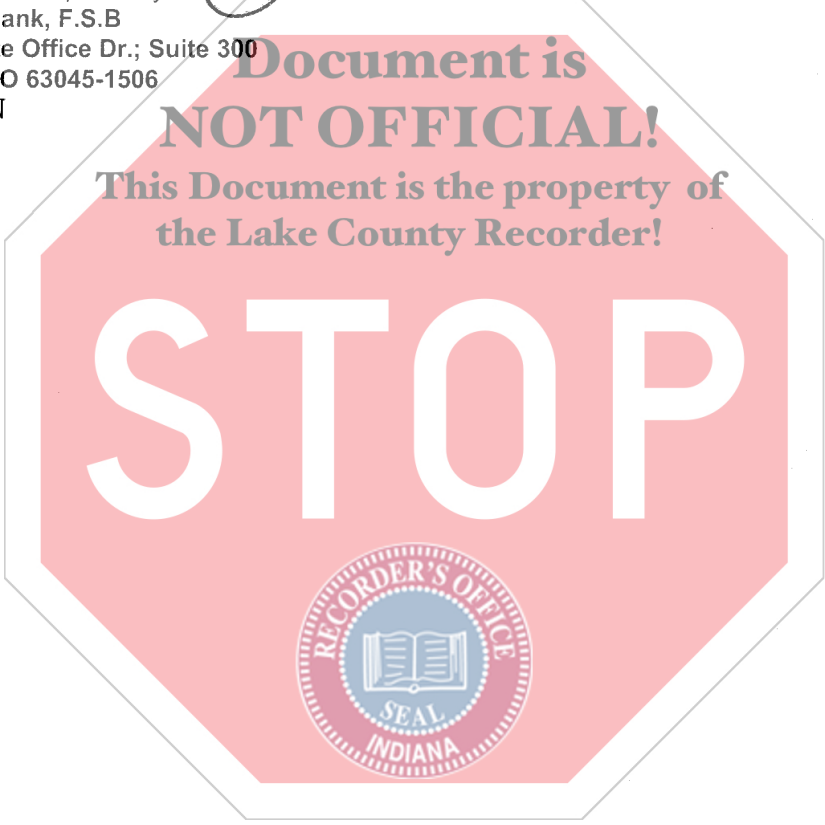 ank, F.S.B
e Office Dr.; Suite 300
O 63045-1506
Document is
NOT OFFICIAL!
This Document is the property of
the Lake County Recorder!
STOP
RECORDER'S OFFICE
SEAL
INDIANA